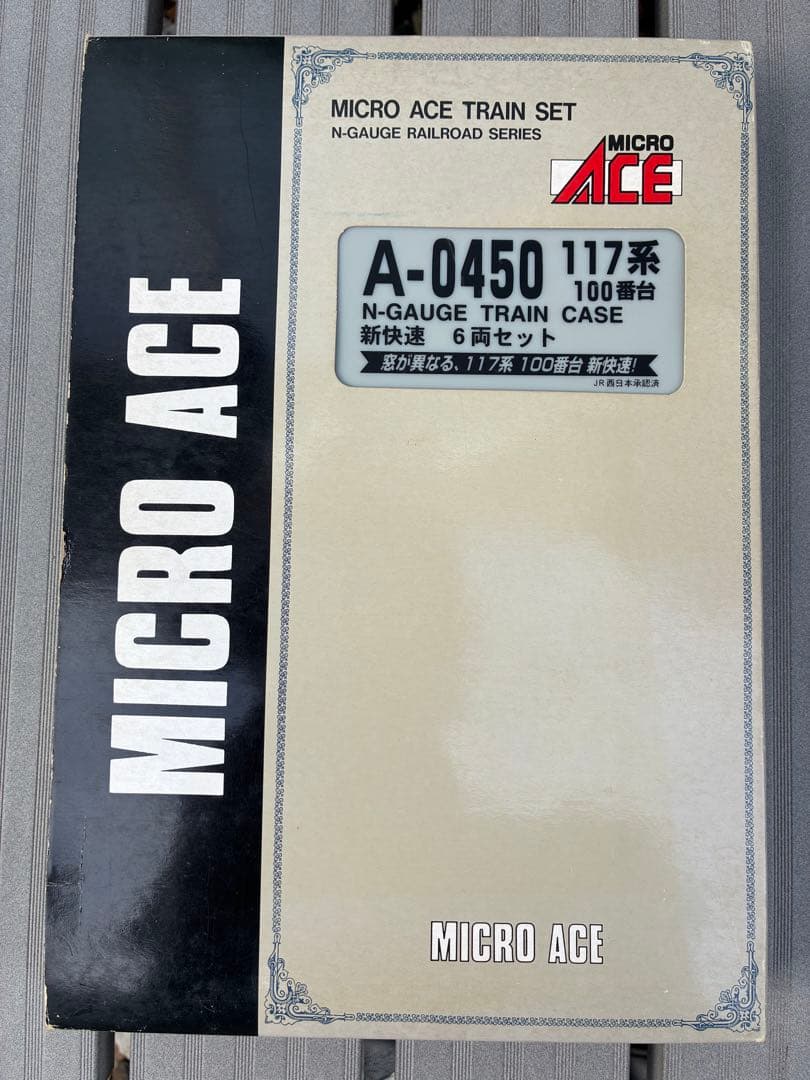 MICRO ACE
MICRO ACE TRAIN SET
N-GAUGE RAILROAD SERIES
MICRO
ACE
A-0450 117系
100番台
N-GAUGE TRAIN CASE
新快速 6両セット
窓が異なる、117系 100番台 新快速!
JR西日本承認済
MICRO ACE